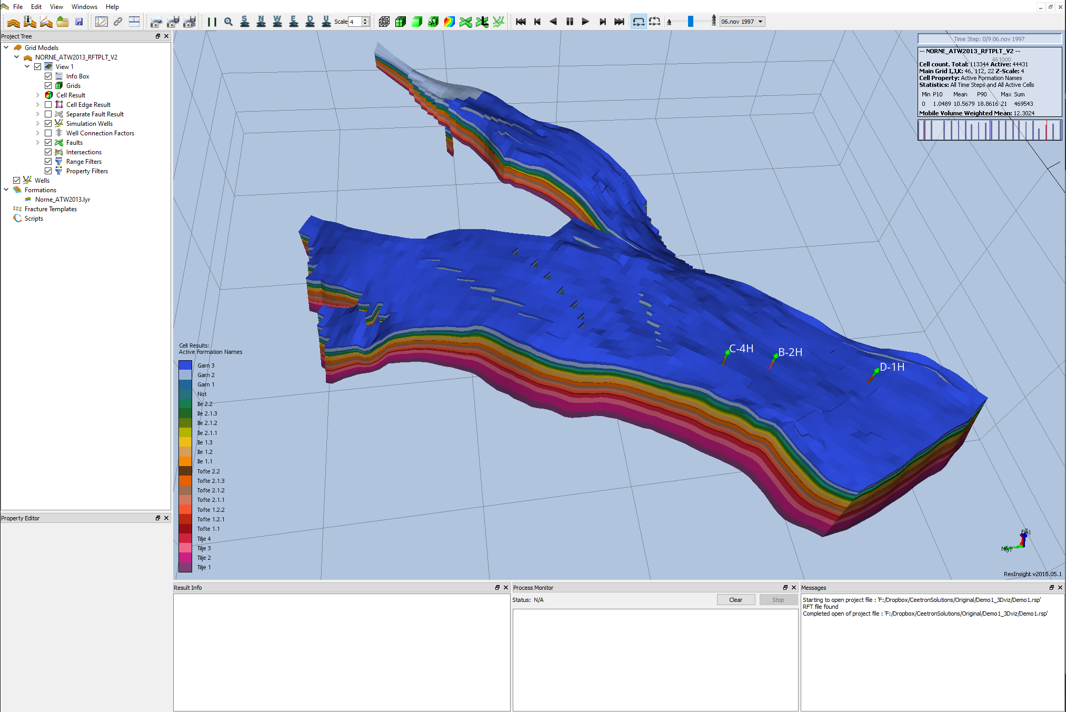 File Edit View Windows Help
S N W E D U Scale 4 06.nov 1997
Project Tree
Grid Models
NORNE_ATW2013_RFTPLT_V2
View 1
Info Box
Grids
Cell Result
Cell Edge Result
Separate Fault Result
Simulation Wells
Well Connection Factors
Faults
Intersections
Range Filters
Property Filters
Wells
Formations
Norne_ATW2013.lyr
Fracture Templates
Scripts
Property Editor
Time Step: 0/9 06.nov 1997
-- NORNE_ATW2013_RFTPLT_V2 --
Cell count. Total: 113344 Active: 44431
Main Grid I,J,K: 46, 112, 22 Z-Scale: 4
Cell Property: Active Formation Names
Statistics: All Time Steps and All Active Cells
Min P10 Mean P90 Max Sum
0 1.0489 10.5679 18.8616 21 469543
Mobile Volume Weighted Mean: 12.3024
C-4H
B-2H
D-1H
Cell Results:
Active Formation Names
Garn 3
Garn 2
Garn 1
Not
Ile 2.2
Ile 2.1.3
Ile 2.1.2
Ile 2.1.1
Ile 1.3
Ile 1.2
Ile 1.1
Tofte 2.2
Tofte 2.1.3
Tofte 2.1.2
Tofte 2.1.1
Tofte 1.2.2
Tofte 1.2.1
Tofte 1.1
Tilje 4
Tilje 3
Tilje 2
Tilje 1
ResInsight v2018.05.1
Result Info
Process Monitor
Status: N/A Clear Stop
Messages
Starting to open project file : 'F:/Dropbox/CeetronSolutions/Original/Demo1_3Dviz/Demo1.rsp'
RFT file found
Completed open of project file : 'F:/Dropbox/CeetronSolutions/Original/Demo1_3Dviz/Demo1.rsp'